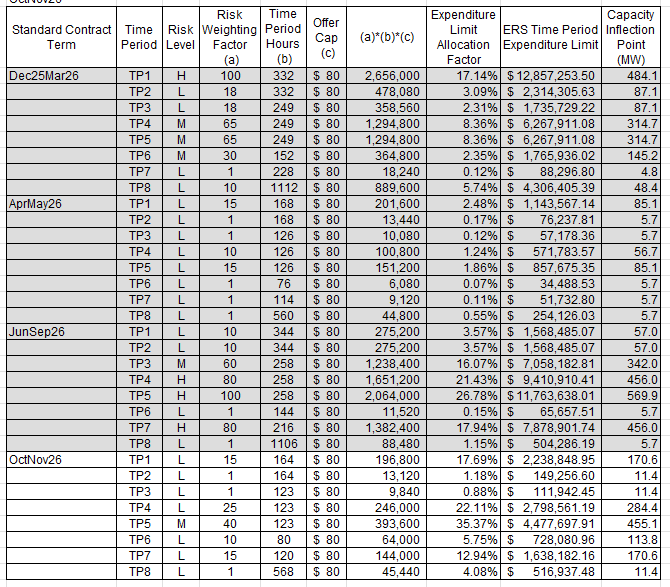 Standard Contract Term | Time Period | Risk Level | Risk Weighting Factor (a) | Time Period Hours (b) | Offer Cap (c) | (a)*(b)*(c) | Expenditure Limit Allocation Factor | ERS Time Period Expenditure Limit | Capacity Inflection Point (MW)
Dec25Mar26 TP1 H 100 332 $ 80 2,656,000 17.14% $ 12,857,253.50 484.1
TP2 L 18 332 $ 80 478,080 3.09% $ 2,314,305.63 87.1
TP3 L 18 249 $ 80 358,560 2.31% $ 1,735,729.22 87.1
TP4 M 65 249 $ 80 1,294,800 8.36% $ 6,267,911.08 314.7
TP5 M 65 249 $ 80 1,294,800 8.36% $ 6,267,911.08 314.7
TP6 M 30 152 $ 80 364,800 2.35% $ 1,765,936.02 145.2
TP7 L 1 228 $ 80 18,240 0.12% $ 88,296.80 4.8
TP8 L 10 1112 $ 80 889,600 5.74% $ 4,306,405.39 48.4
AprMay26 TP1 L 15 168 $ 80 201,600 2.48% $ 1,143,567.14 85.1
TP2 L 1 168 $ 80 13,440 0.17% $ 76,237.81 5.7
TP3 L 1 126 $ 80 10,080 0.12% $ 57,178.36 5.7
TP4 L 10 126 $ 80 100,800 1.24% $ 571,783.57 56.7
TP5 L 15 126 $ 80 151,200 1.86% $ 857,675.35 85.1
TP6 L 1 76 $ 80 6,080 0.07% $ 34,488.53 5.7
TP7 L 1 114 $ 80 9,120 0.11% $ 51,732.80 5.7
TP8 L 1 560 $ 80 44,800 0.55% $ 254,126.03 5.7
JunSep26 TP1 L 10 344 $ 80 275,200 3.57% $ 1,568,485.07 57.0
TP2 L 10 344 $ 80 275,200 3.57% $ 1,568,485.07 57.0
TP3 M 60 258 $ 80 1,238,400 16.07% $ 7,058,182.81 342.0
TP4 H 80 258 $ 80 1,651,200 21.43% $ 9,410,910.41 456.0
TP5 H 100 258 $ 80 2,064,000 26.78% $ 11,763,638.01 569.9
TP6 L 1 144 $ 80 11,520 0.15% $ 65,657.51 5.7
TP7 H 80 216 $ 80 1,382,400 17.94% $ 7,878,901.74 456.0
TP8 L 1 1106 $ 80 88,480 1.15% $ 504,286.19 5.7
OctNov26 TP1 L 15 164 $ 80 196,800 17.69% $ 2,238,848.95 170.6
TP2 L 1 164 $ 80 13,120 1.18% $ 149,256.60 11.4
TP3 L 1 123 $ 80 9,840 0.88% $ 111,942.45 11.4
TP4 L 25 123 $ 80 246,000 22.11% $ 2,798,561.19 284.4
TP5 M 40 123 $ 80 393,600 35.37% $ 4,477,697.91 455.1
TP6 L 10 80 $ 80 64,000 5.75% $ 728,080.96 113.8
TP7 L 15 120 $ 80 144,000 12.94% $ 1,638,182.16 170.6
TP8 L 1 568 $ 80 45,440 4.08% $ 516,937.48 11.4